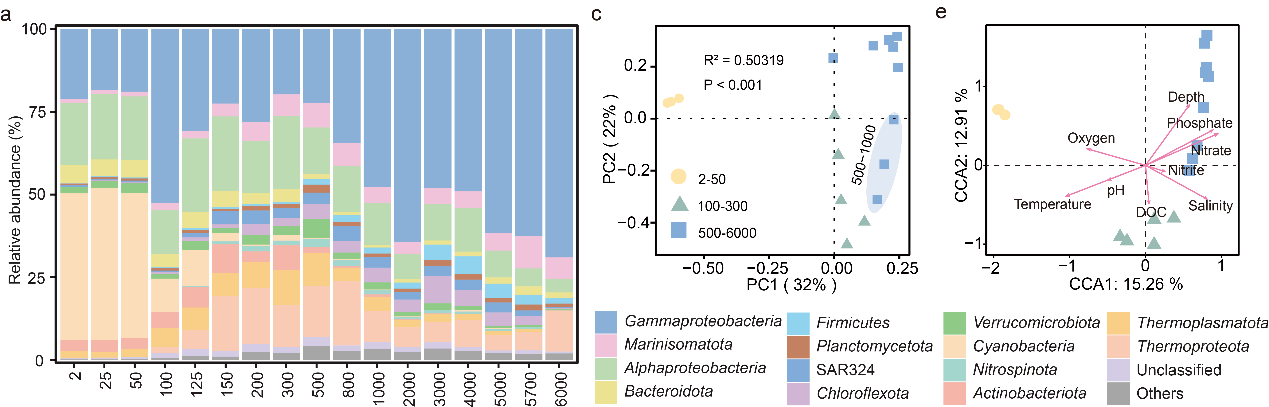 a
Relative abundance (%)
100
75
50
25
0
2 25 50 100 125 150 200 300 500 800 1000 2000 3000 4000 5000 5700 6000
c
R² = 0.50319
P < 0.001
500−1000
2-50
100-300
500-6000
PC2 ( 22% )
0.2
0.0
−0.2
−0.4
−0.50 −0.25 0.00 0.25
PC1 ( 32% )
e
CCA2: 12.91 %
1
0
−1
Depth
Phosphate
Oxygen
Nitrate
Nitrite
pH
Temperature
DOC
Salinity
−2 −1 0 1
CCA1: 15.26 %
Gammaproteobacteria Firmicutes Verrucomicrobiota Thermoplasmatota
Marinisomatota Planctomycetota Cyanobacteria Thermoproteota
Alphaproteobacteria SAR324 Nitrospinota Unclassified
Bacteroidota Chloroflexota Actinobacteriota Others